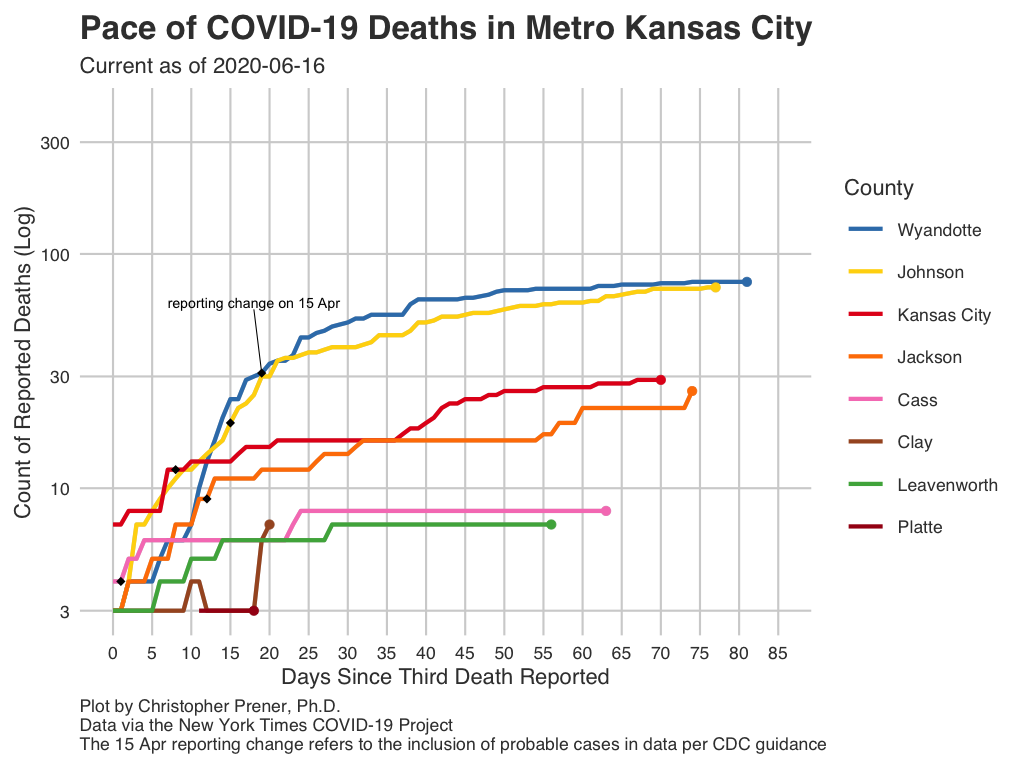 Pace of COVID-19 Deaths in Metro Kansas City
Current as of 2020-06-16
Count of Reported Deaths (Log)
300
100
30
10
3
reporting change on 15 Apr
0 5 10 15 20 25 30 35 40 45 50 55 60 65 70 75 80 85
Days Since Third Death Reported
County
Wyandotte
Johnson
Kansas City
Jackson
Cass
Clay
Leavenworth
Platte
Plot by Christopher Prener, Ph.D.
Data via the New York Times COVID-19 Project
The 15 Apr reporting change refers to the inclusion of probable cases in data per CDC guidance